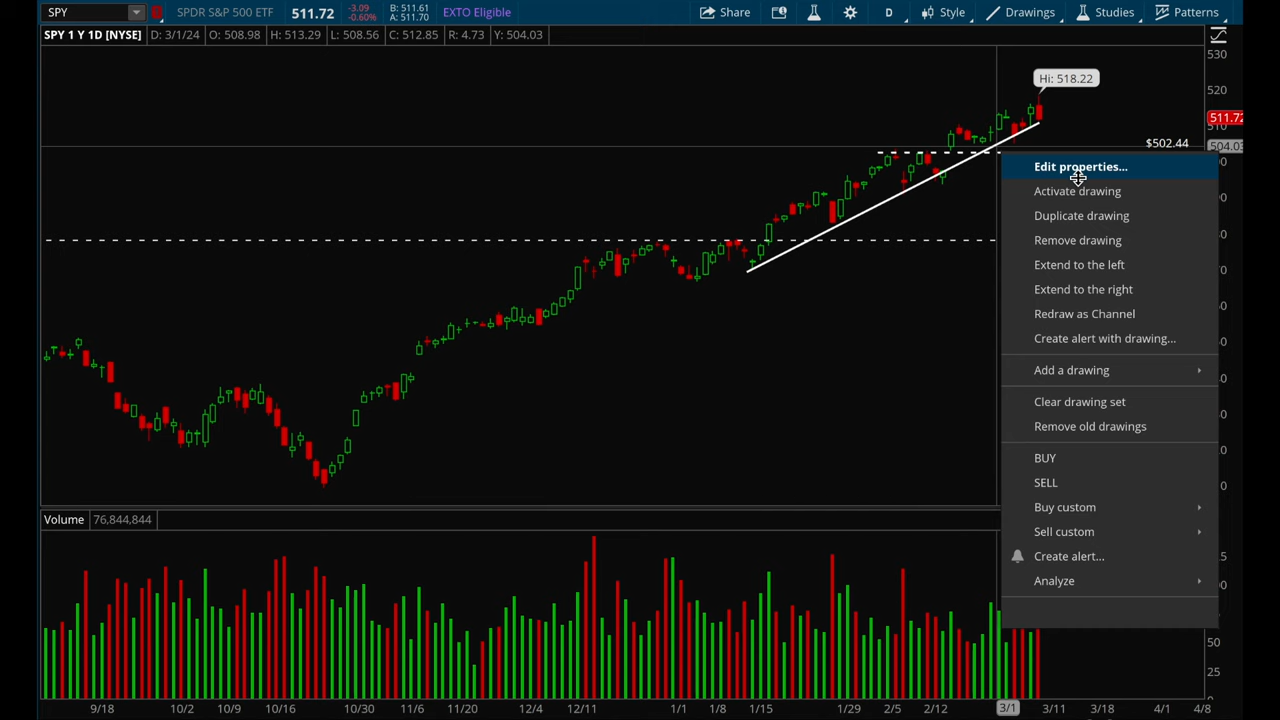 SPY SPDR S&P 500 ETF 511.72 -3.09 -0.60% B: 511.61 A: 511.70 EXTO Eligible Share D Style Drawings Studies Patterns
SPY 1 Y 1D [NYSE] D: 3/1/24 O: 508.98 H: 513.29 L: 508.56 C: 512.85 R: 4.73 Y: 504.03
530
Hi: 518.22
520
511.72
$502.44
504.03
Edit properties...
Activate drawing
Duplicate drawing
Remove drawing
Extend to the left
Extend to the right
Redraw as Channel
Create alert with drawing...
Add a drawing
Clear drawing set
Remove old drawings
BUY
SELL
Buy custom
Sell custom
Create alert...
Analyze
Volume 76,844,844
50
25
9/18 10/2 10/9 10/16 10/30 11/6 11/20 12/4 12/11 1/1 1/8 1/15 1/29 2/5 2/12 3/1 3/11 3/18 4/1 4/8